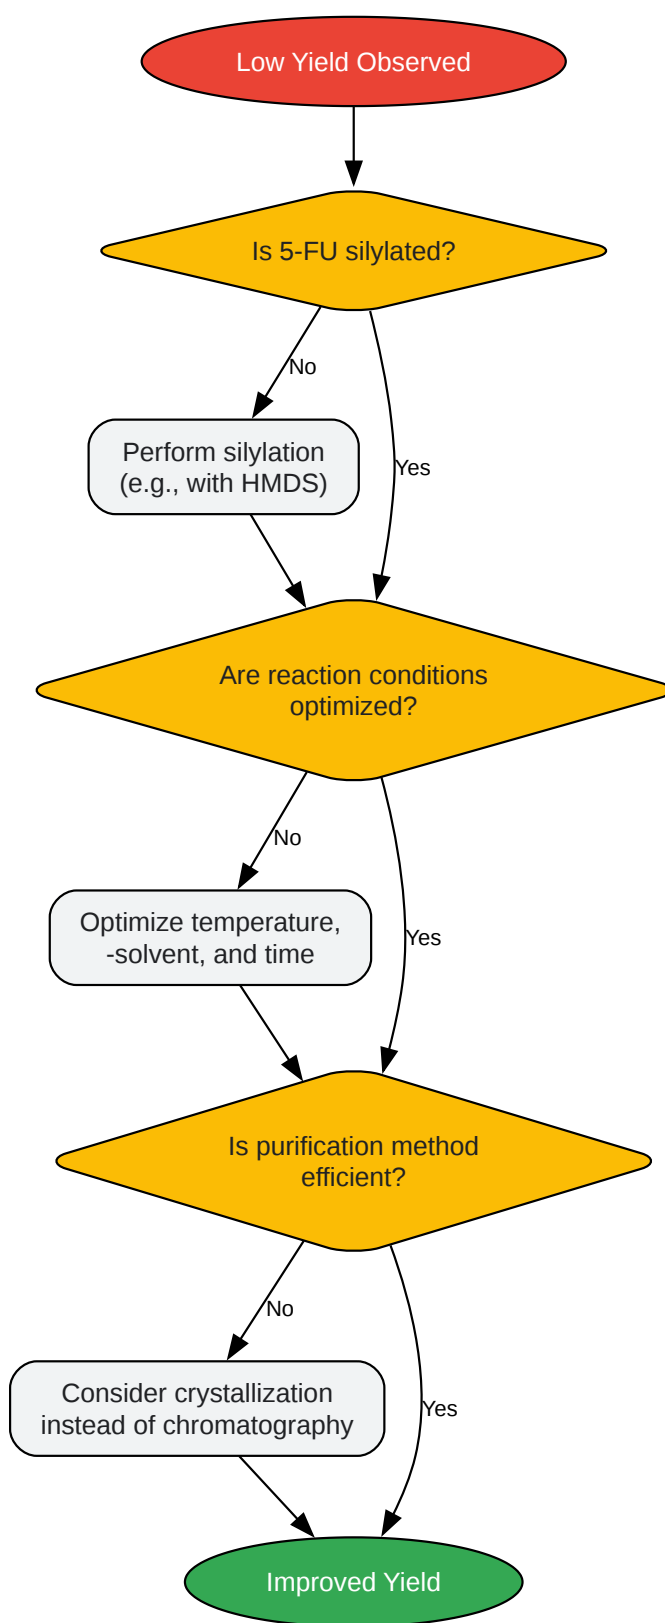 Low Yield Observed
Is 5-FU silylated?
No
Perform silylation
(e.g., with HMDS)
Yes
Are reaction conditions
optimized?
No
Optimize temperature,
-solvent, and time
Yes
Is purification method
efficient?
No
Consider crystallization
instead of chromatography
Yes
Improved Yield